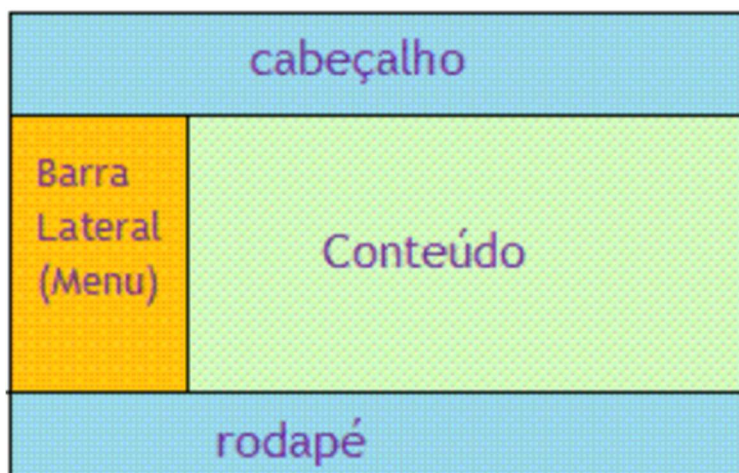 cabeçalho
Barra
Lateral
(Menu)
Conteúdo
rodapé